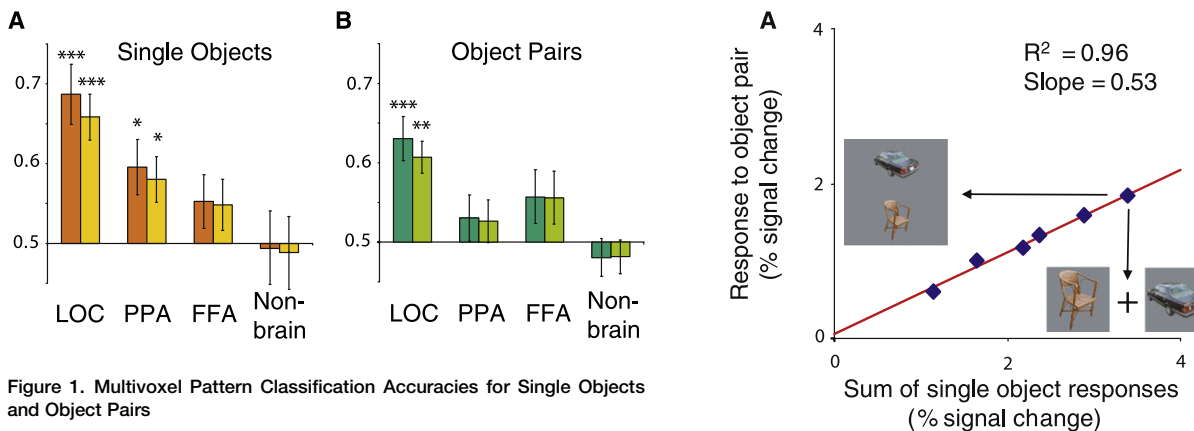 A
Single Objects
***
***
*
*
0.7
0.6
0.5
LOC PPA FFA Non-
brain
B
Object Pairs
***
**
0.7
0.6
0.5
LOC PPA FFA Non-
brain
Figure 1. Multivoxel Pattern Classification Accuracies for Single Objects
and Object Pairs
A
R² = 0.96
Slope = 0.53
Response to object pair
(% signal change)
4
2
0
+
0 2 4
Sum of single object responses
(% signal change)